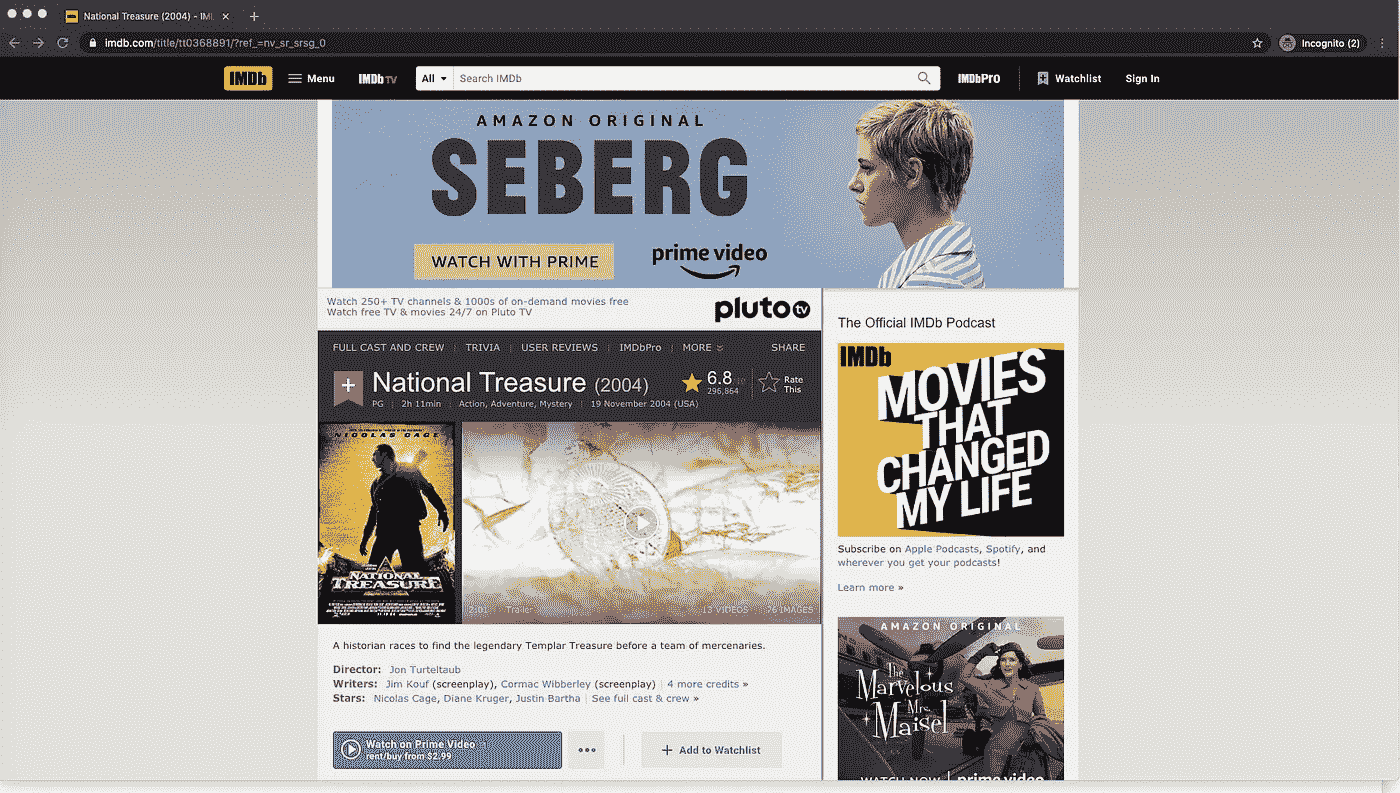 National Treasure (2004) - IM
imdb.com/title/tt0368891/?ref_=nv_sr_srsg_0
Incognito (2)
IMDb
Menu
IMDb TV
All
Search IMDb
IMDbPro
Watchlist
Sign In
AMAZON ORIGINAL
SEBERG
WATCH WITH PRIME
prime video
Watch 250+ TV channels & 1000s of on-demand movies free
Watch free TV & movies 24/7 on Pluto TV
pluto tv
FULL CAST AND CREW | TRIVIA | USER REVIEWS | IMDbPro | MORE
SHARE
National Treasure (2004)
6.8
296,864
Rate
This
PG | 2h 11min | Action, Adventure, Mystery | 19 November 2004 (USA)
NICOLAS CAGE
NATIONAL
TREASURE
2:01 Trailer
13 VIDEOS
76 IMAGES
A historian races to find the legendary Templar Treasure before a team of mercenaries.
Director: Jon Turteltaub
Writers: Jim Kouf (screenplay), Cormac Wibberley (screenplay) | 4 more credits »
Stars: Nicolas Cage, Diane Kruger, Justin Bartha | See full cast & crew »
Watch on Prime Video
rent/buy from $2.99
Add to Watchlist
The Official IMDb Podcast
IMDb
MOVIES
THAT
CHANGED
MY LIFE
Subscribe on Apple Podcasts, Spotify, and
wherever you get your podcasts!
Learn more »
AMAZON ORIGINAL
The
Marvelous
Mrs.
Maisel
WATCH NOW | prime video